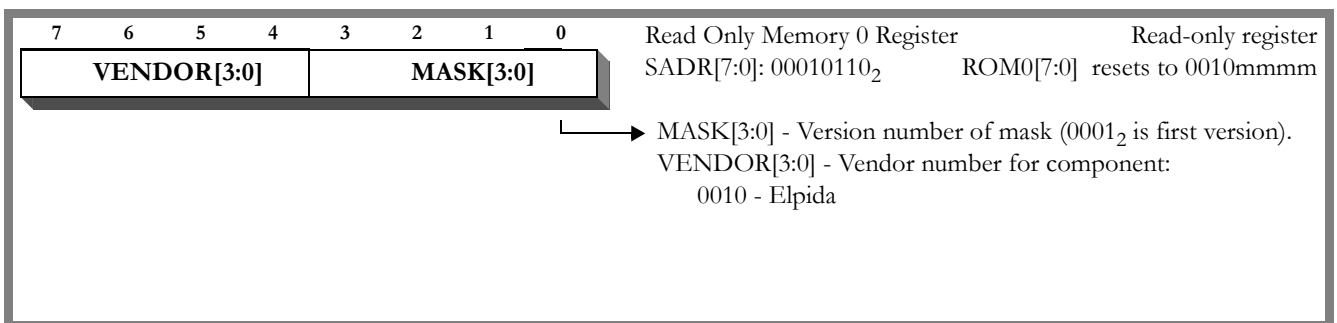 7 6 5 4 3 2 1 0
VENDOR[3:0] MASK[3:0]
Read Only Memory 0 Register Read-only register
SADR[7:0]: 00010110₂ ROM0[7:0] resets to 0010mmmm
MASK[3:0] - Version number of mask (0001₂ is first version).
VENDOR[3:0] - Vendor number for component:
0010 - Elpida